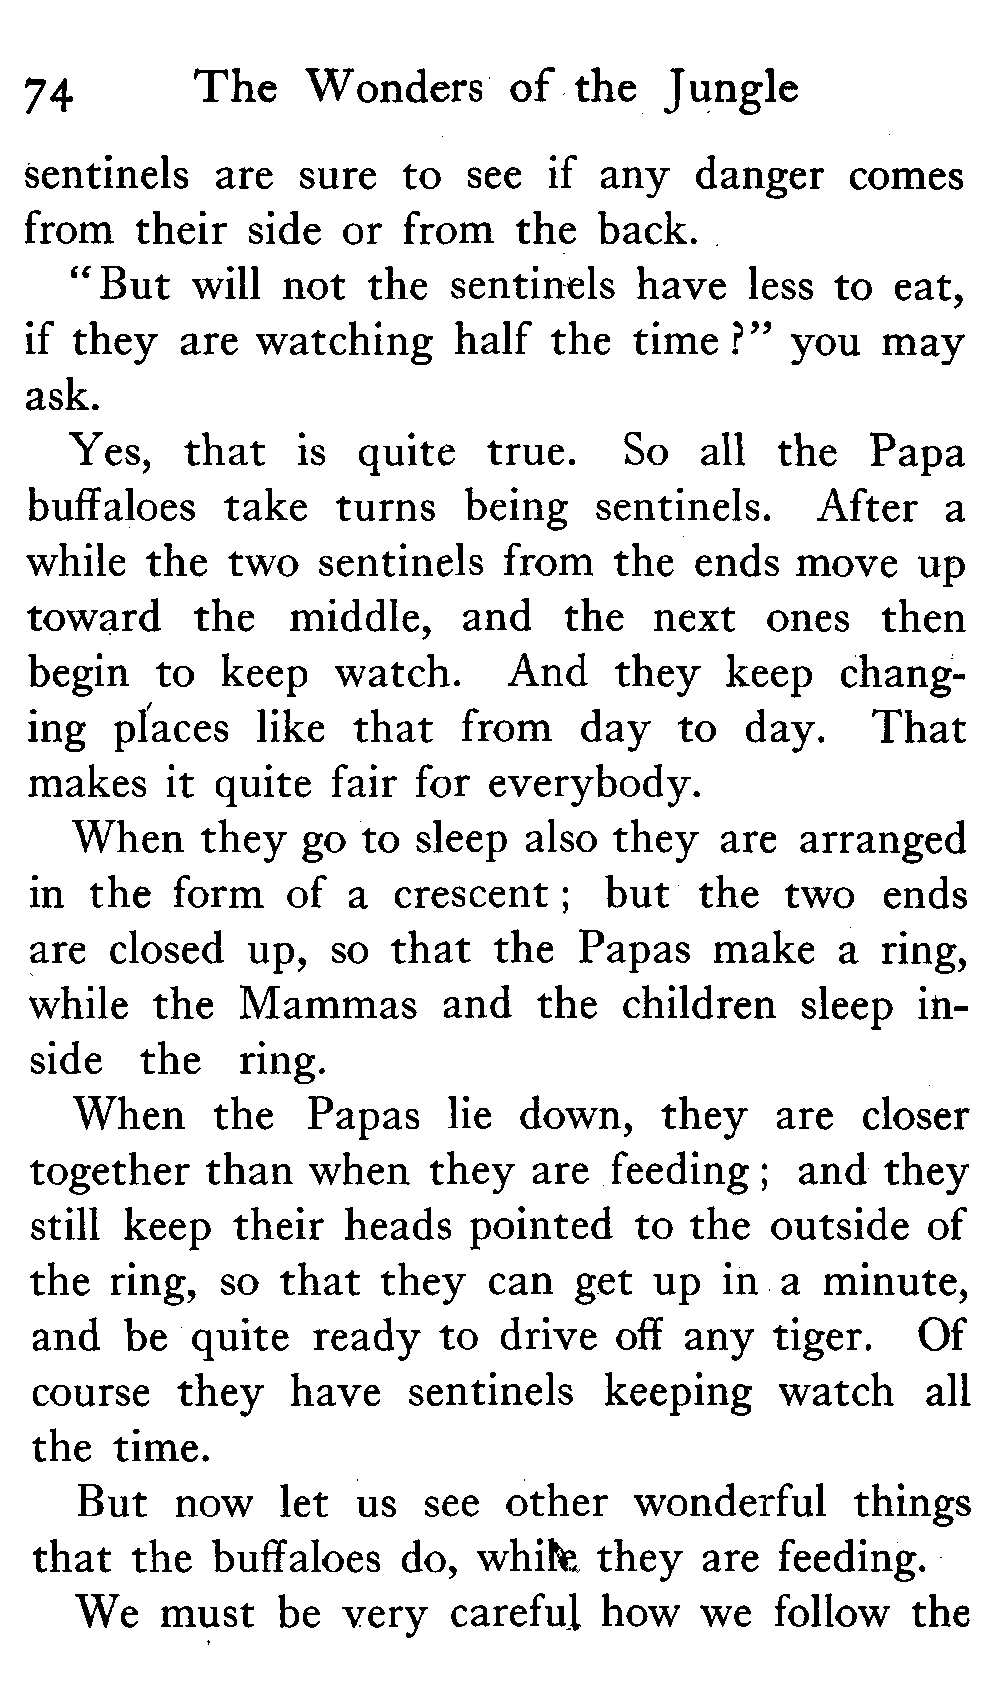 74 The Wonders of the Jungle
sentinels are sure to see if any danger comes
from their side or from the back.
"But will not the sentinels have less to eat,
if they are watching half the time?" you may
ask.
Yes, that is quite true. So all the Papa
buffaloes take turns being sentinels. After a
while the two sentinels from the ends move up
toward the middle, and the next ones then
begin to keep watch. And they keep chang-
ing places like that from day to day. That
makes it quite fair for everybody.
When they go to sleep also they are arranged
in the form of a crescent; but the two ends
are closed up, so that the Papas make a ring,
while the Mammas and the children sleep in-
side the ring.
When the Papas lie down, they are closer
together than when they are feeding; and they
still keep their heads pointed to the outside of
the ring, so that they can get up in a minute,
and be quite ready to drive off any tiger. Of
course they have sentinels keeping watch all
the time.
But now let us see other wonderful things
that the buffaloes do, while they are feeding.
We must be very careful how we follow the